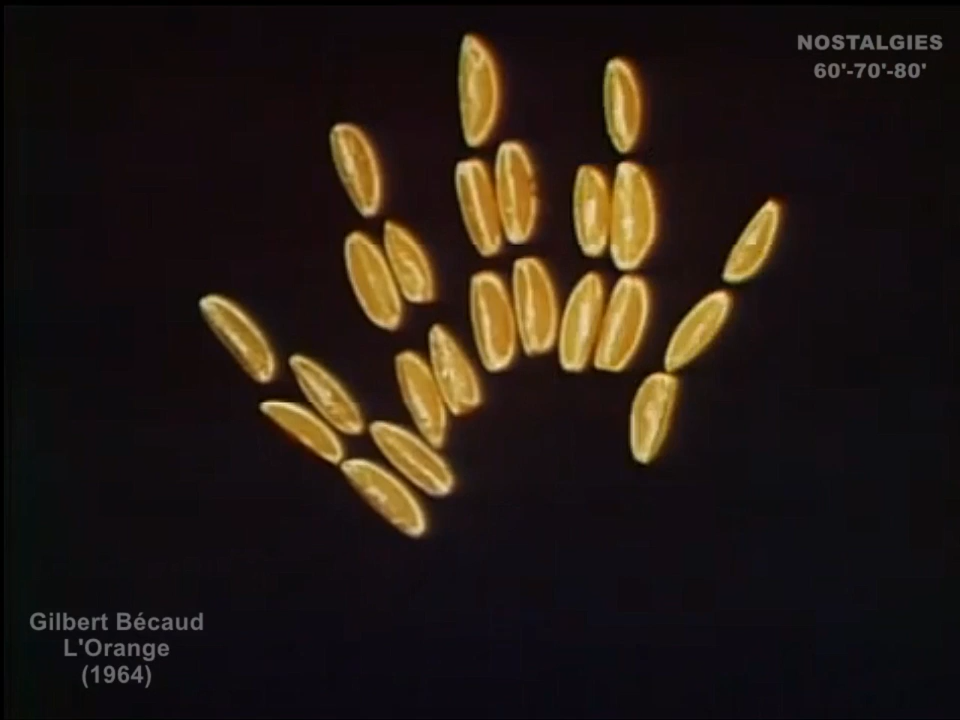 NOSTALGIES
60'-70'-80'
Gilbert Bécaud
L'Orange
(1964)